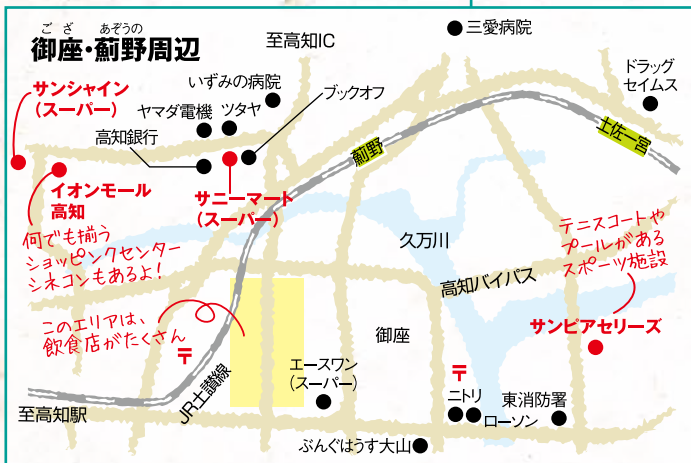 ござ あぞうの
御座・薊野周辺
至高知IC
三愛病院
サンシャイン
(スーパー)
いずみの病院
ブックオフ
ドラッグ
セイムス
ヤマダ電機 ツタヤ
高知銀行
薊野
土佐一宮
イオンモール
高知
サニーマート
(スーパー)
何でも揃う
ショッピングセンター
シネコンもあるよ!
久万川
テニスコートや
プールがある
スポーツ施設
高知バイパス
サンピアセリーズ
このエリアは、
飲食店がたくさん
〒
御座
エースワン
(スーパー)
〒
JR土讃線
ニトリ
ローソン
東消防署
至高知駅
ぶんぐはうす大山